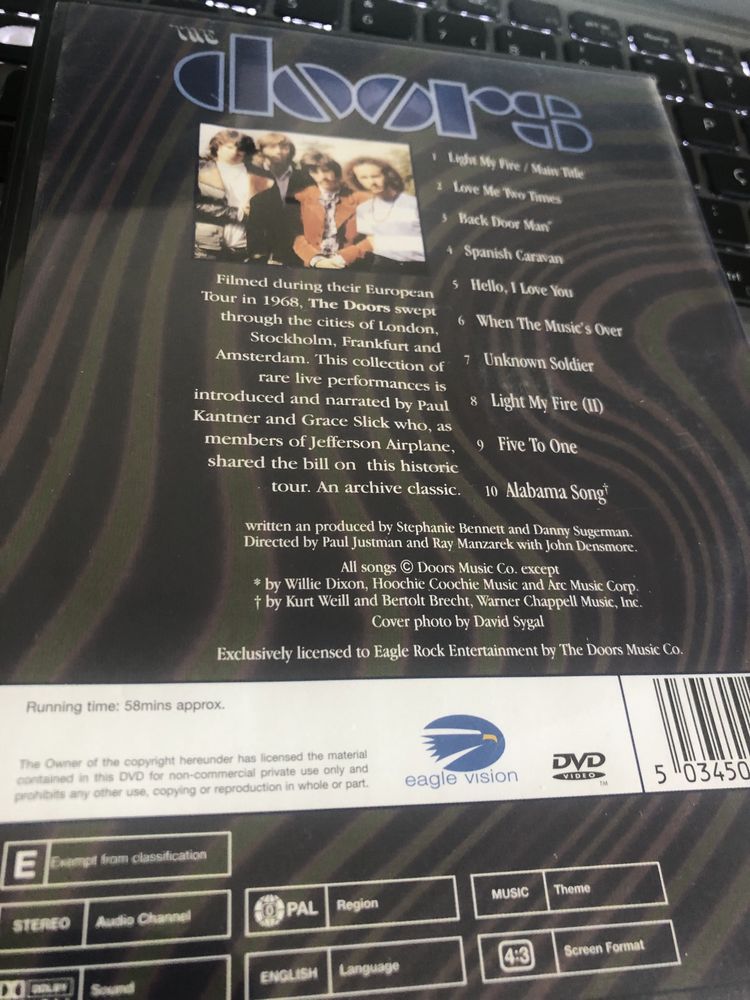 THE
doors
1 Light My Fire / Main Title
2 Love Me Two Times
3 Back Door Man*
4 Spanish Caravan
5 Hello, I Love You
6 When The Music's Over
7 Unknown Soldier
8 Light My Fire (II)
9 Five To One
10 Alabama Song†
Filmed during their European
Tour in 1968, The Doors swept
through the cities of London,
Stockholm, Frankfurt and
Amsterdam. This collection of
rare live performances is
introduced and narrated by Paul
Kantner and Grace Slick who, as
members of Jefferson Airplane,
shared the bill on this historic
tour. An archive classic.
written an produced by Stephanie Bennett and Danny Sugerman.
Directed by Paul Justman and Ray Manzarek with John Densmore.
All songs © Doors Music Co. except
* by Willie Dixon, Hoochie Coochie Music and Arc Music Corp.
† by Kurt Weill and Bertolt Brecht, Warner Chappell Music, Inc.
Cover photo by David Sygal
Exclusively licensed to Eagle Rock Entertainment by The Doors Music Co.
Running time: 58mins approx.
The Owner of the copyright hereunder has licensed the material
contained in this DVD for non-commercial private use only and
prohibits any other use, copying or reproduction in whole or part.
eagle vision
DVD
VIDEO
TM
5 03450
E Exempt from classification
STEREO Audio Channel
DOLBY Sound
0 PAL Region
ENGLISH Language
MUSIC Theme
4:3 Screen Format
P